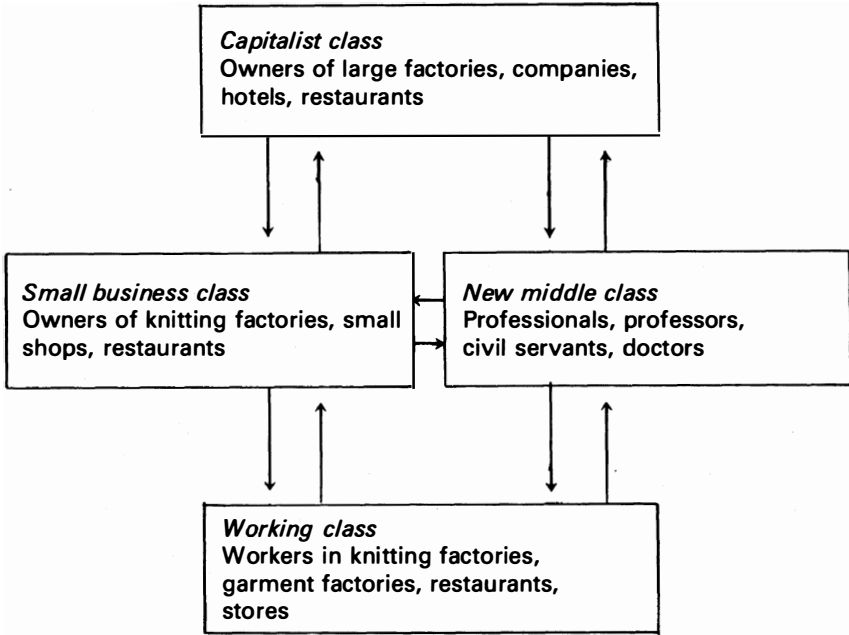 Capitalist class
Owners of large factories, companies,
hotels, restaurants
Small business class
Owners of knitting factories, small
shops, restaurants
New middle class
Professionals, professors,
civil servants, doctors
Working class
Workers in knitting factories,
garment factories, restaurants,
stores